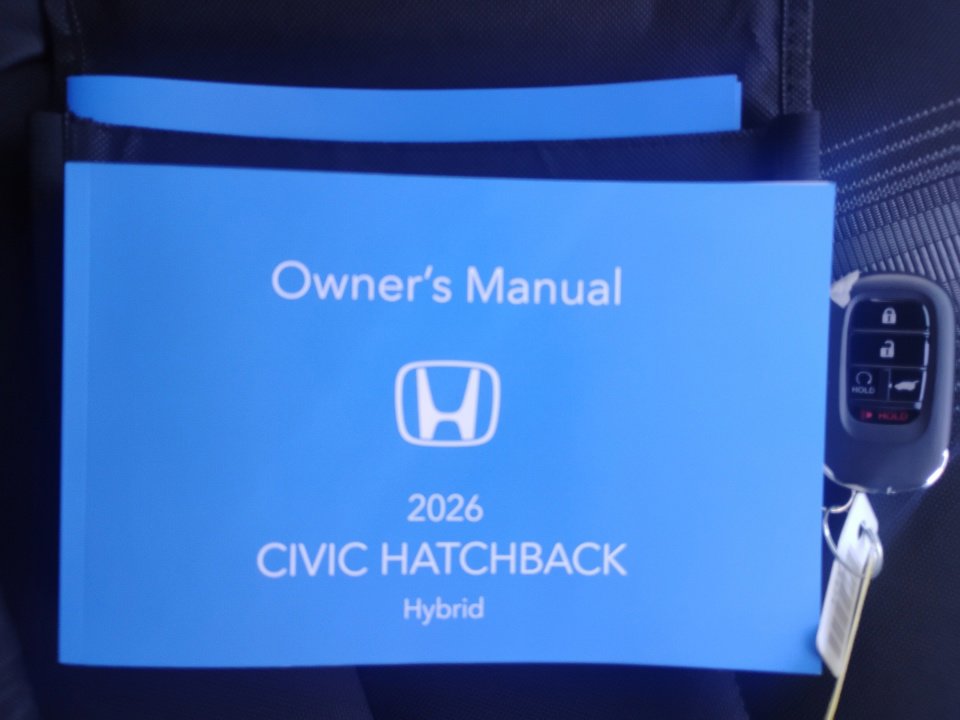 Owner's Manual
2026
CIVIC HATCHBACK
Hybrid
HOLD
HOLD